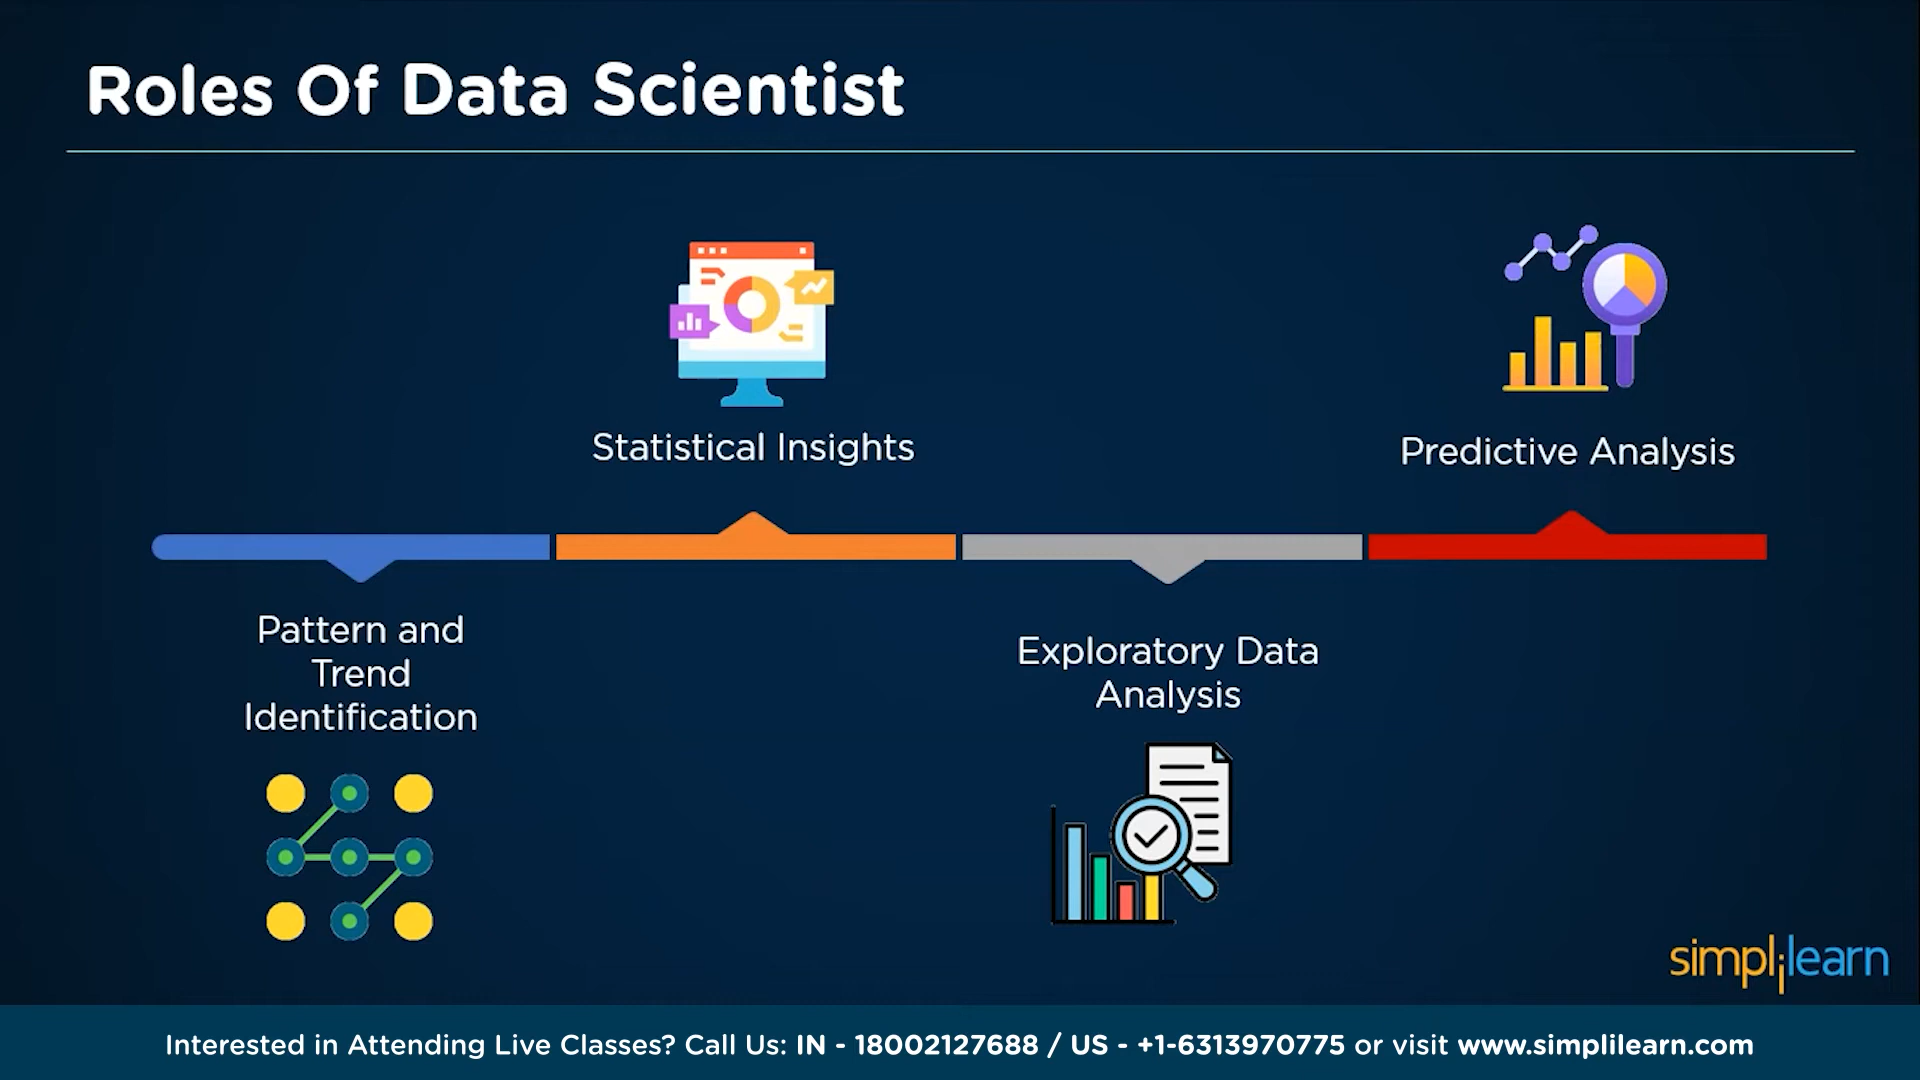 Roles Of Data Scientist
Statistical Insights
Predictive Analysis
Pattern and
Trend
Identification
Exploratory Data
Analysis
simplilearn
Interested in Attending Live Classes? Call Us: IN - 18002127688 / US - +1-6313970775 or visit www.simplilearn.com